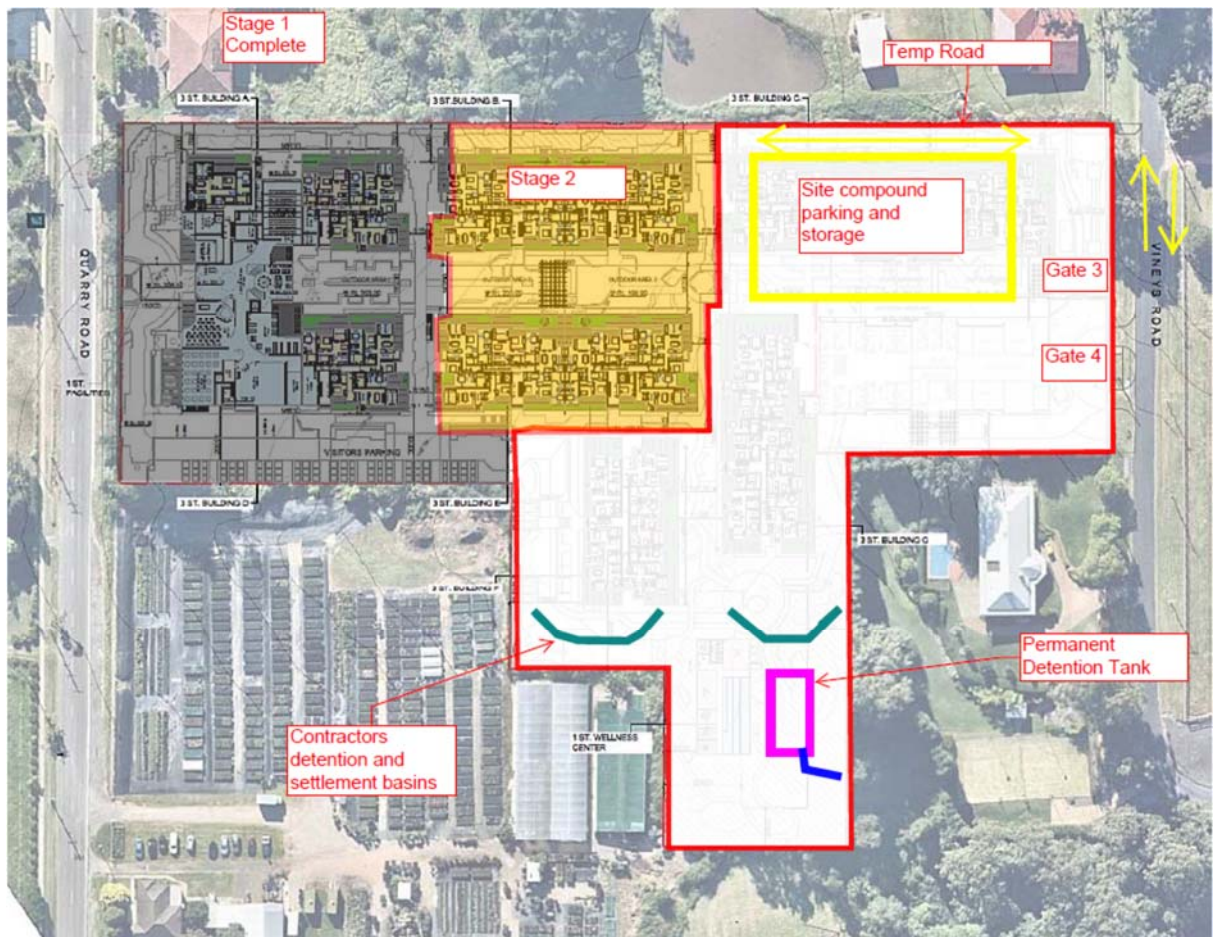 Stage 1
Complete
Temp Road
3 ST. BUILDING A.
3 ST. BUILDING B.
3 ST. BUILDING C.
Stage 2
Site compound
parking and
storage
QUARRY ROAD
VINEYS ROAD
Gate 3
Gate 4
1 ST.
FACILITIES
VISITORS PARKING
3 ST. BUILDING D
3 ST. BUILDING E
3 ST. BUILDING G
3 ST. BUILDING F
Permanent
Detention Tank
Contractors
detention and
settlement basins
1 ST. WELLNESS
CENTER